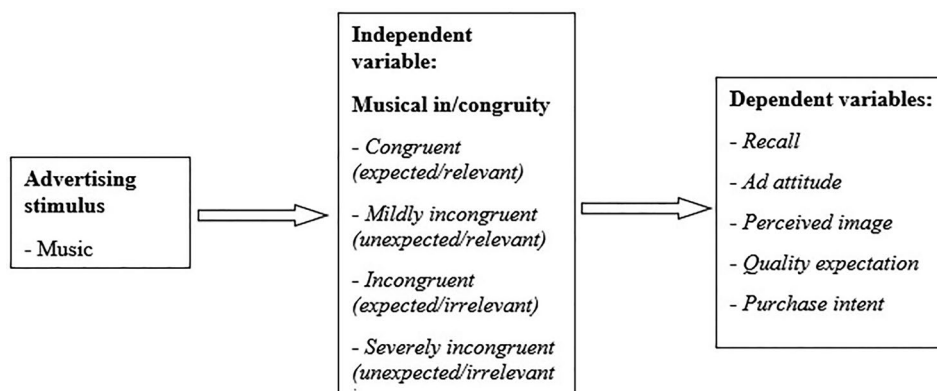 Advertising
stimulus
- Music
Independent
variable:
Musical in/congruity
- Congruent
(expected/relevant)
- Mildly incongruent
(unexpected/relevant)
- Incongruent
(expected/irrelevant)
- Severely incongruent
(unexpected/irrelevant
Dependent variables:
- Recall
- Ad attitude
- Perceived image
- Quality expectation
- Purchase intent